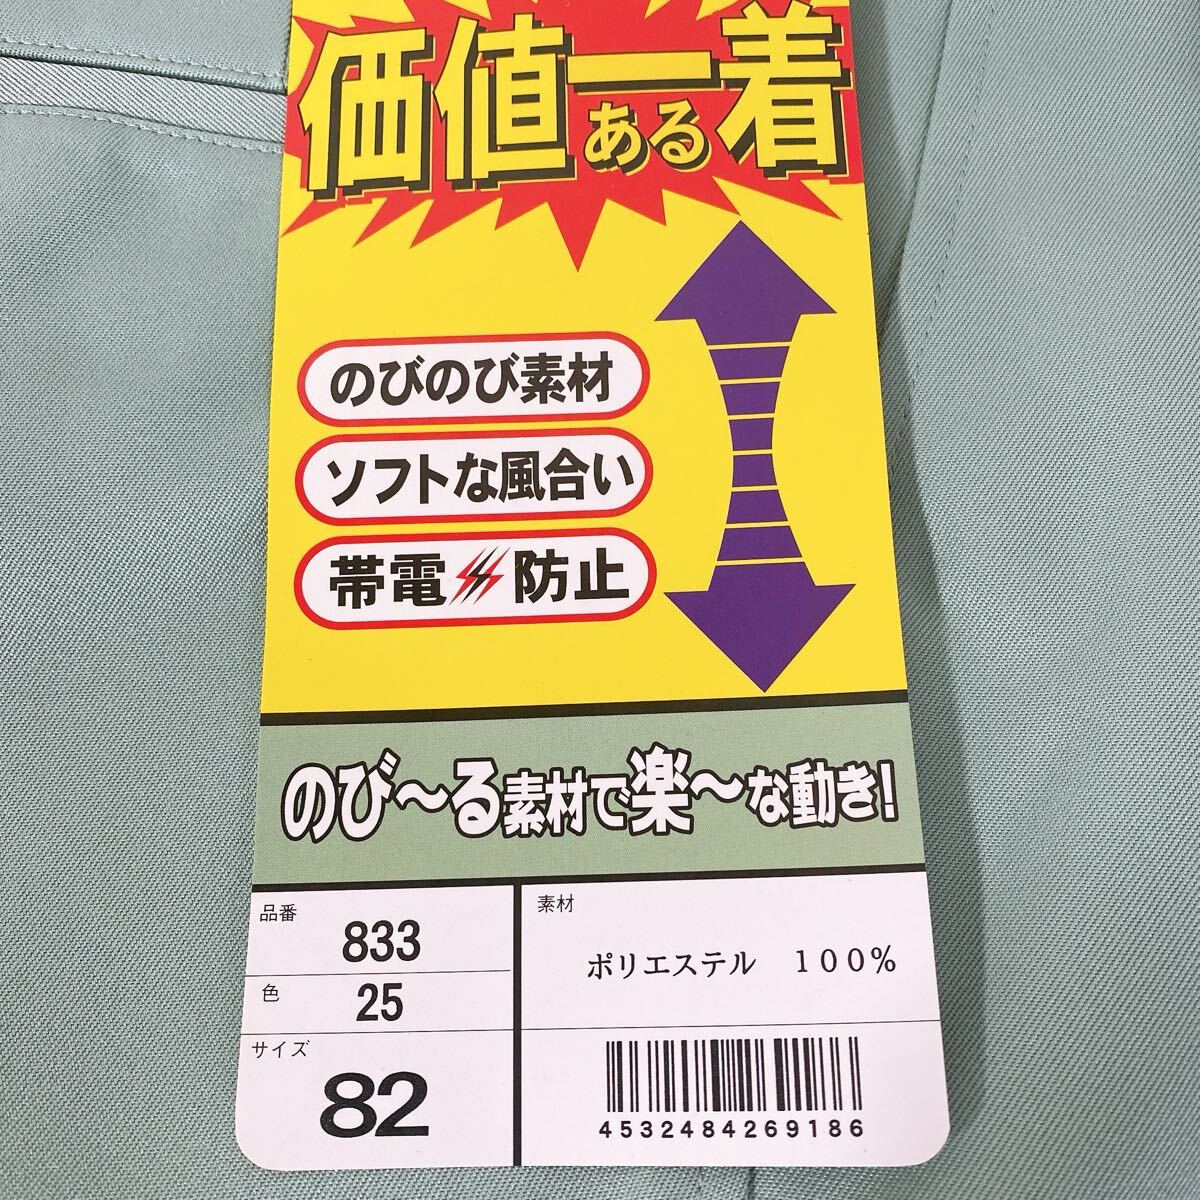 価値ある一着
のびのび素材
ソフトな風合い
帯電防止
のび〜る素材で楽〜な動き!
品番
833
色
25
サイズ
82
素材
ポリエステル 100%
4532484269186